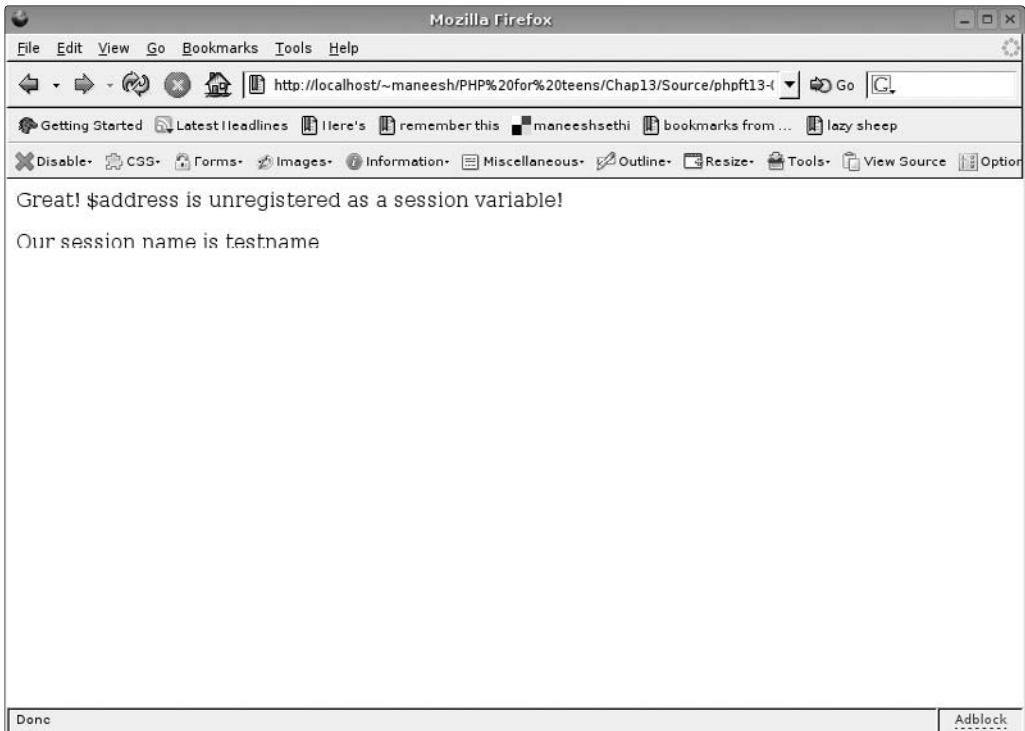 Mozilla Firefox
File Edit View Go Bookmarks Tools Help
http://localhost/~maneesh/PHP%20for%20teens/Chap13/Source/phpft13-( Go G
Getting Started Latest Headlines Here's remember this maneeshsethi bookmarks from ... lazy sheep
Disable CSS Forms Images Information Miscellaneous Outline Resize Tools View Source Option
Great! $address is unregistered as a session variable!
Our session name is testname
Done Adblock